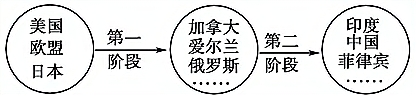 美国
欧盟
日本
第一
阶段
加拿大
爱尔兰
俄罗斯
……
第二
阶段
印度
中国
菲律宾
……